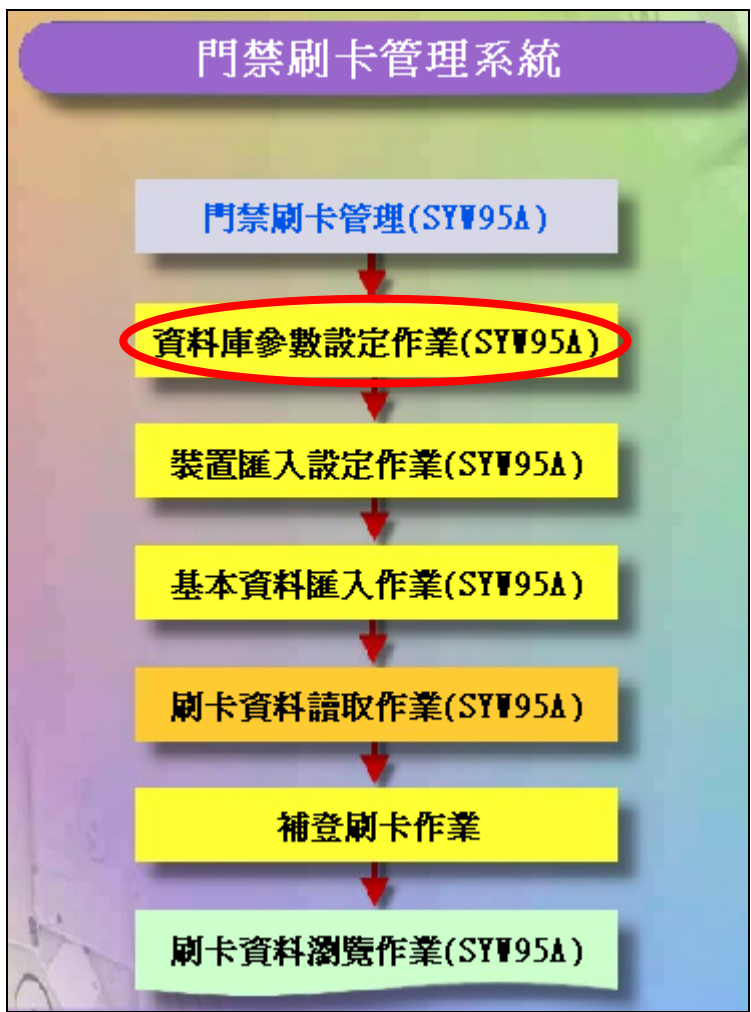 門禁刷卡管理系統
門禁刷卡管理(SYW95A)
資料庫參數設定作業(SYW95A)
裝置匯入設定作業(SYW95A)
基本資料匯入作業(SYW95A)
刷卡資料讀取作業(SYW95A)
補登刷卡作業
刷卡資料瀏覽作業(SYW95A)